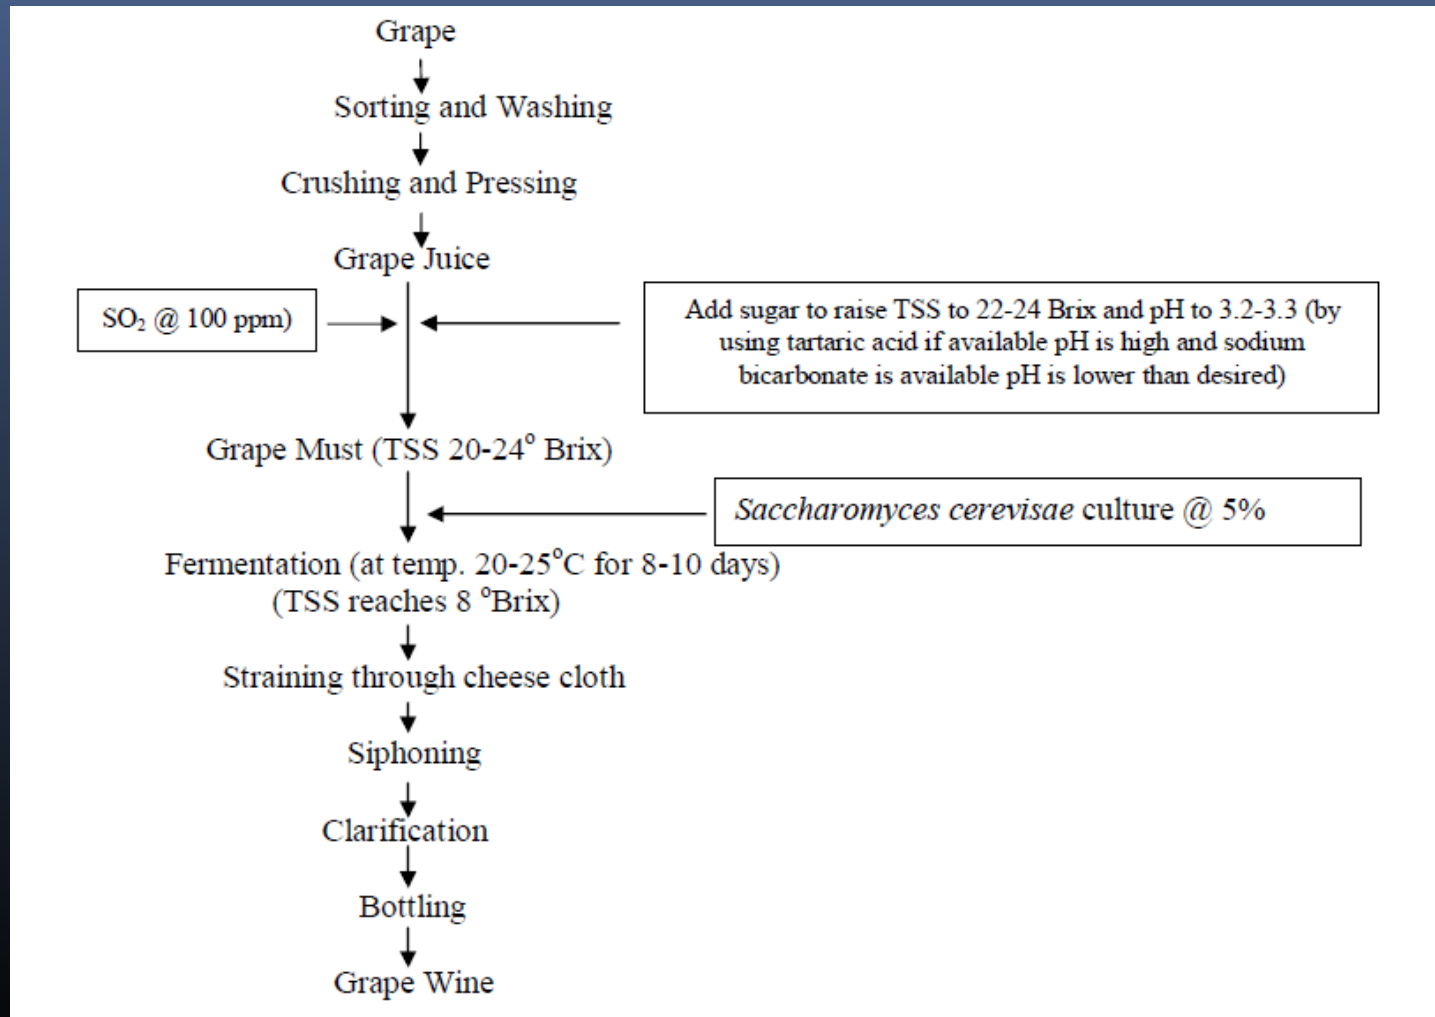 Grape
Sorting and Washing
Crushing and Pressing
Grape Juice
SO₂ @ 100 ppm)
Add sugar to raise TSS to 22-24 Brix and pH to 3.2-3.3 (by
using tartaric acid if available pH is high and sodium
bicarbonate is available pH is lower than desired)
Grape Must (TSS 20-24° Brix)
Saccharomyces cerevisae culture @ 5%
Fermentation (at temp. 20-25°C for 8-10 days)
(TSS reaches 8 °Brix)
Straining through cheese cloth
Siphoning
Clarification
Bottling
Grape Wine